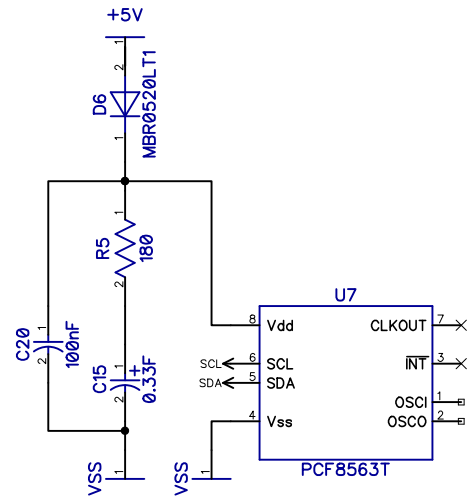 +5V
1
2
D6
MBR0520LT1
1
1
R5
180
2
1
C20
100nF
2
1
+
C15
0.33F
2
1
VSS
1
VSS
U7
8 Vdd
CLKOUT 7
SCL 6 SCL
INT 3
SDA 5 SDA
OSCI 1
4 Vss
OSCO 2
PCF8563T